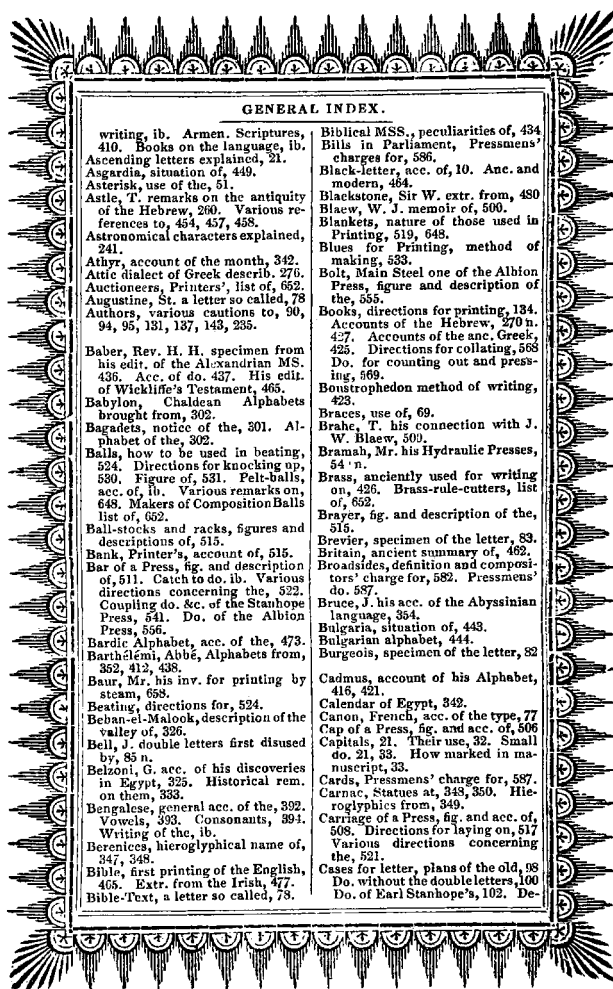 GENERAL INDEX.
writing, ib. Armen. Scriptures,
410. Books on the language, ib.
Ascending letters explained, 21.
Asgardia, situation of, 449.
Asterisk, use of the, 51.
Astle, T. remarks on the antiquity
of the Hebrew, 260. Various re-
ferences to, 454, 457, 458.
Astronomical characters explained,
241.
Athyr, account of the month, 342.
Attic dialect of Greek describ. 276.
Auctioneers, Printers', list of, 652.
Augustine, St. a letter so called, 78
Authors, various cautions to, 90,
94, 95, 131, 137, 143, 235.
Baber, Rev. H. H. specimen from
his edit. of the Alexandrian MS.
436. Acc. of do. 437. His edit.
of Wickliffe's Testament, 465.
Babylon, Chaldean Alphabets
brought from, 302.
Bagadets, notice of the, 301. Al-
phabet of the, 302.
Balls, how to be used in beating,
524. Directions for knocking up,
530. Figure of, 531. Pelt-balls,
acc. of, ib. Various remarks on,
648. Makers of Composition Balls
list of, 652.
Ball-stocks and racks, figures and
descriptions of, 515.
Bank, Printer's, account of, 515.
Bar of a Press, fig. and description
of, 511. Catch to do. ib. Various
directions concerning the, 522.
Coupling do. &c. of the Stanhope
Press, 541. Do. of the Albion
Press, 556.
Bardic Alphabet, acc. of the, 473.
Barthélémi, Abbé, Alphabets from,
352, 412, 438.
Baur, Mr. his inv. for printing by
steam, 658.
Beating, directions for, 524.
Beban-el-Malook, description of the
valley of, 326.
Bell, J. double letters first disused
by, 85 n.
Belzoni, G. acc. of his discoveries
in Egypt, 325. Historical rem.
on them, 333.
Bengalese, general acc. of the, 392.
Vowels, 393. Consonants, 394.
Writing of the, ib.
Berenices, hieroglyphical name of,
347, 348.
Bible, first printing of the English,
465. Extr. from the Irish, 477.
Bible-Text, a letter so called, 78.
Biblical MSS., peculiarities of, 434
Bills in Parliament, Pressmens'
charges for, 586.
Black-letter, acc. of, 10. Anc. and
modern, 464.
Blackstone, Sir W. extr. from, 480
Blaew, W. J. memoir of, 500.
Blankets, nature of those used in
Printing, 519, 648.
Blues for Printing, method of
making, 533.
Bolt, Main Steel one of the Albion
Press, figure and description of
the, 555.
Books, directions for printing, 134.
Accounts of the Hebrew, 270 n.
427. Accounts of the anc. Greek,
425. Directions for collating, 568
Do. for counting out and press-
ing, 569.
Boustrophedon method of writing,
423.
Braces, use of, 69.
Brahe, T. his connection with J.
W. Blaew, 500.
Bramah, Mr. his Hydraulic Presses,
n.
Brass, anciently used for writing
on, 426. Brass-rule-cutters, list
of, 652.
Brayer, fig. and description of the,
515.
Brevier, specimen of the letter, 83.
Britain, ancient summary of, 462.
Broadsides, definition and composi-
tors' charge for, 582. Pressmens'
do. 587.
Bruce, J. his acc. of the Abyssinian
language, 354.
Bulgaria, situation of, 443.
Bulgarian alphabet, 444.
Burgeois, specimen of the letter, 82
Cadmus, account of his Alphabet,
416, 421.
Calendar of Egypt, 342.
Canon, French, acc. of the type, 77
Cap of a Press, fig. and acc. of, 506
Capitals, 21. Their use, 32. Small
do. 21, 33. How marked in ma-
nuscript, 33.
Cards, Pressmens' charge for, 587.
Carnac, Statues at, 348, 350. Hie-
roglyphics from, 349.
Carriage of a Press, fig. and acc. of,
508. Directions for laying on, 517
Various directions concerning
the, 521.
Cases for letter, plans of the old, 98
Do. without the double letters, 100
Do. of Earl Stanhope's, 102. De-